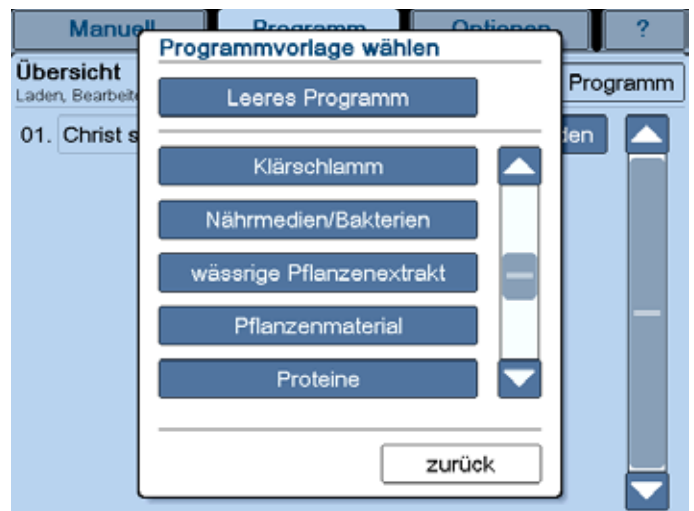 Manuell Programm Optionen ?
Programmvorlage wählen
Übersicht
Programm
Laden, Bearbeite
Leeres Programm
01. Christ s
den
Klärschlamm
Nährmedien/Bakterien
wässrige Pflanzenextrakt
Pflanzenmaterial
Proteine
zurück